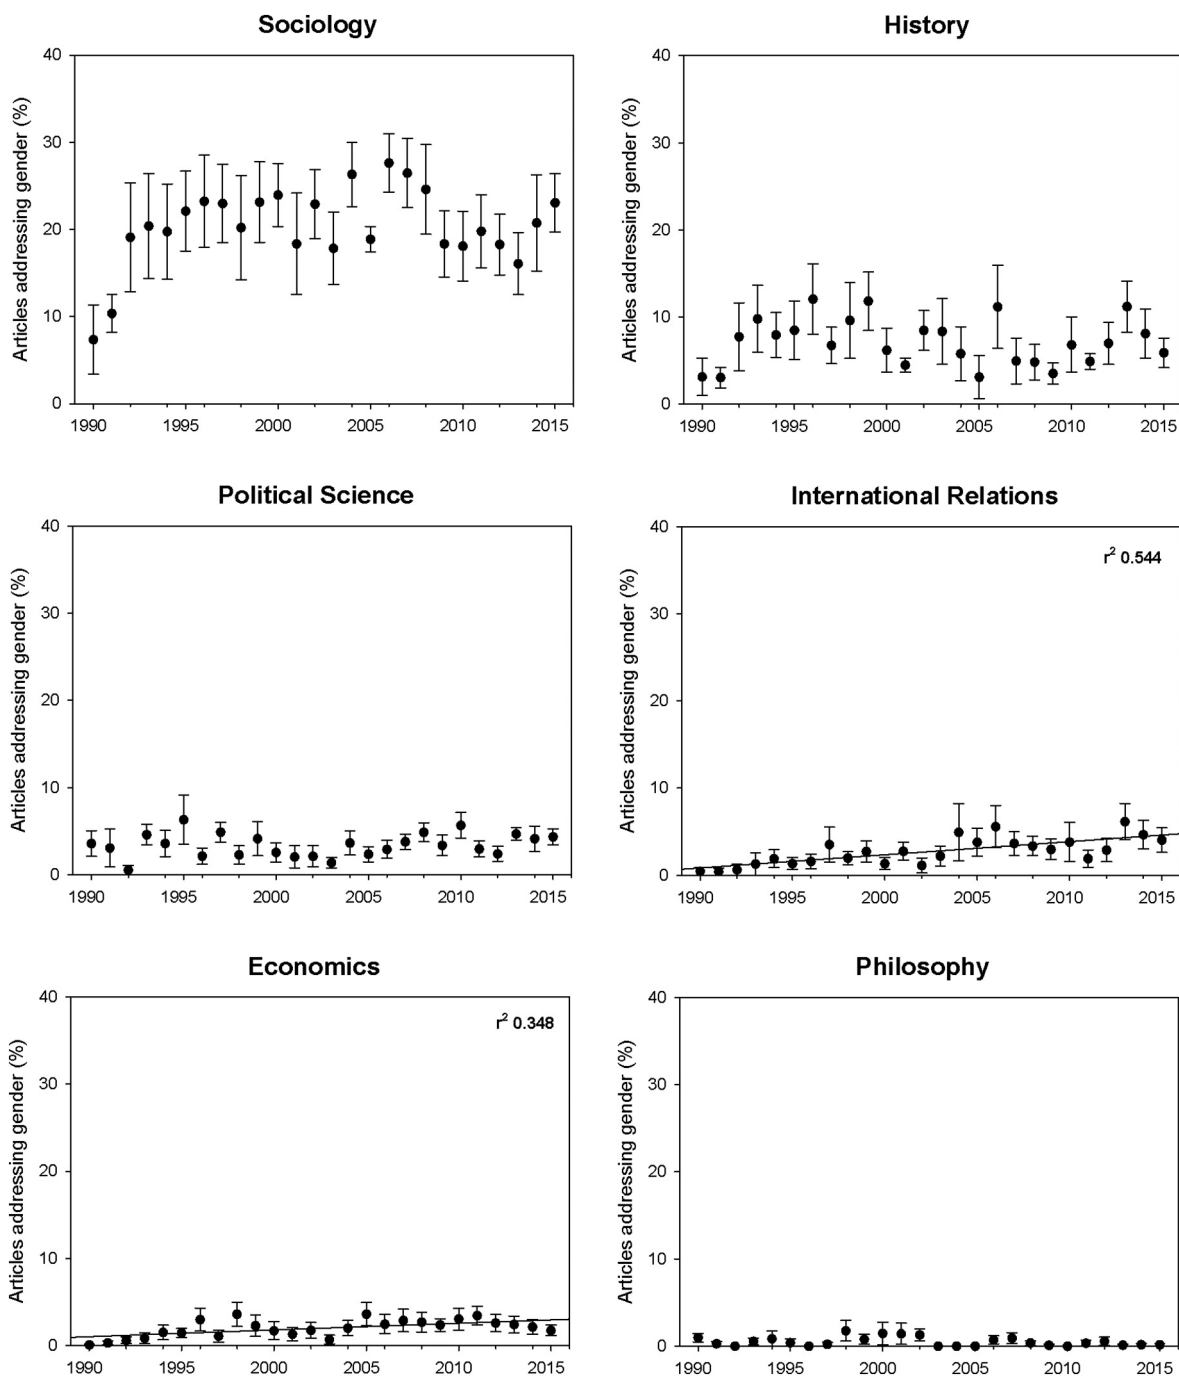 Sociology
Articles addressing gender (%)
40
30
20
10
0
1990 1995 2000 2005 2010 2015
History
Articles addressing gender (%)
40
30
20
10
0
1990 1995 2000 2005 2010 2015
Political Science
Articles addressing gender (%)
40
30
20
10
0
1990 1995 2000 2005 2010 2015
International Relations
r² 0.544
Articles addressing gender (%)
40
30
20
10
0
1990 1995 2000 2005 2010 2015
Economics
r² 0.348
Articles addressing gender (%)
40
30
20
10
0
1990 1995 2000 2005 2010 2015
Philosophy
Articles addressing gender (%)
40
30
20
10
0
1990 1995 2000 2005 2010 2015